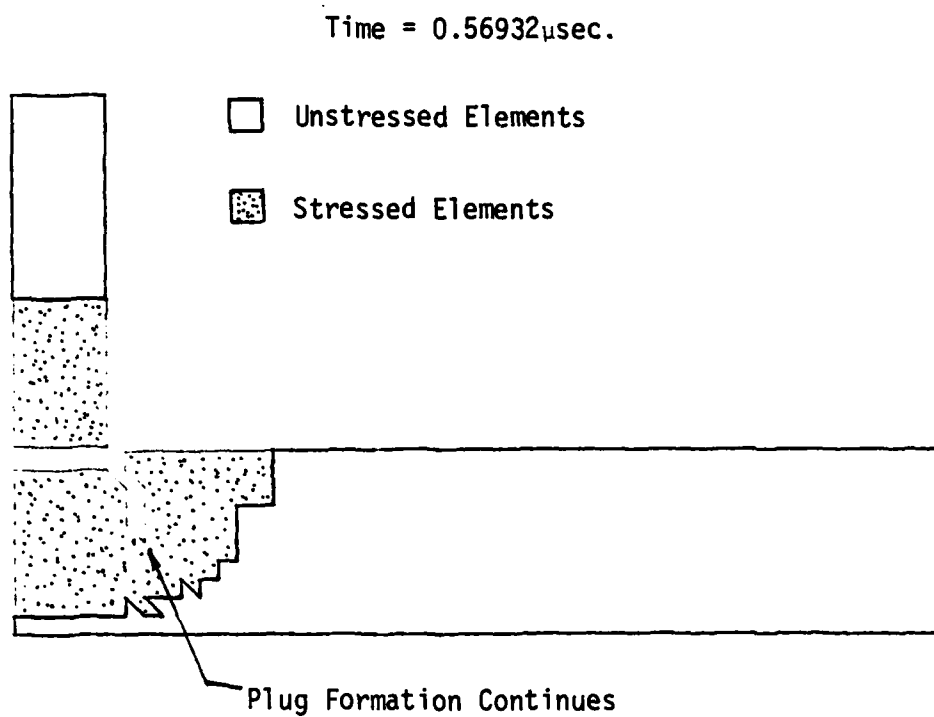 Time = 0.56932μsec.
Unstressed Elements
Stressed Elements
Plug Formation Continues